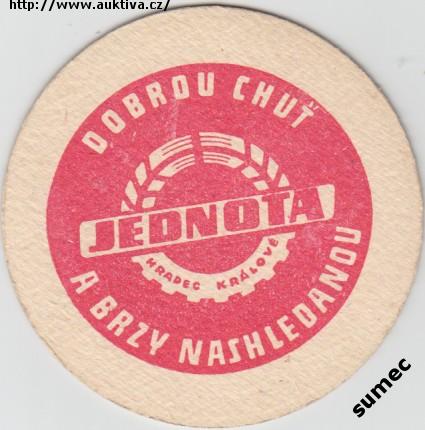 http://www.auktiva.cz/
DOBROU CHUŤ
JEDNOTA
HRADEC KRÁLOVÉ
A BRZY NASHLEDANOU
sumec